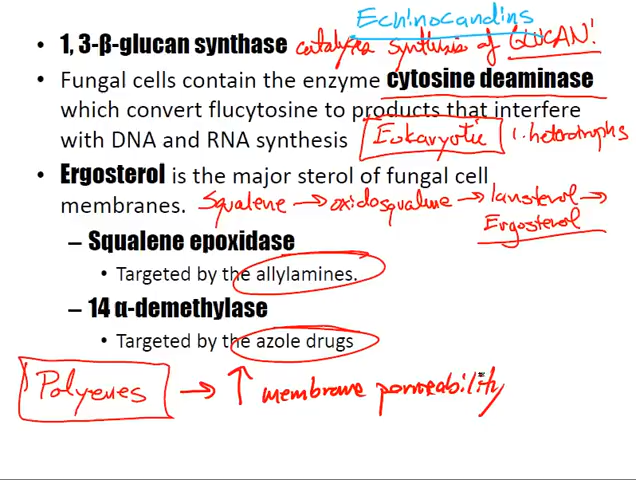 Echinocandins
• 1, 3-β-glucan synthase catalyzes synthesis of GLUCAN!
• Fungal cells contain the enzyme cytosine deaminase
which convert flucytosine to products that interfere
with DNA and RNA synthesis Eukaryotic 1. heterotrophs
• Ergosterol is the major sterol of fungal cell
membranes. Squalene → oxidosqualene → lansterol →
Ergosterol
– Squalene epoxidase
• Targeted by the allylamines.
– 14 α-demethylase
• Targeted by the azole drugs
Polyenes → ↑ membrane permeability